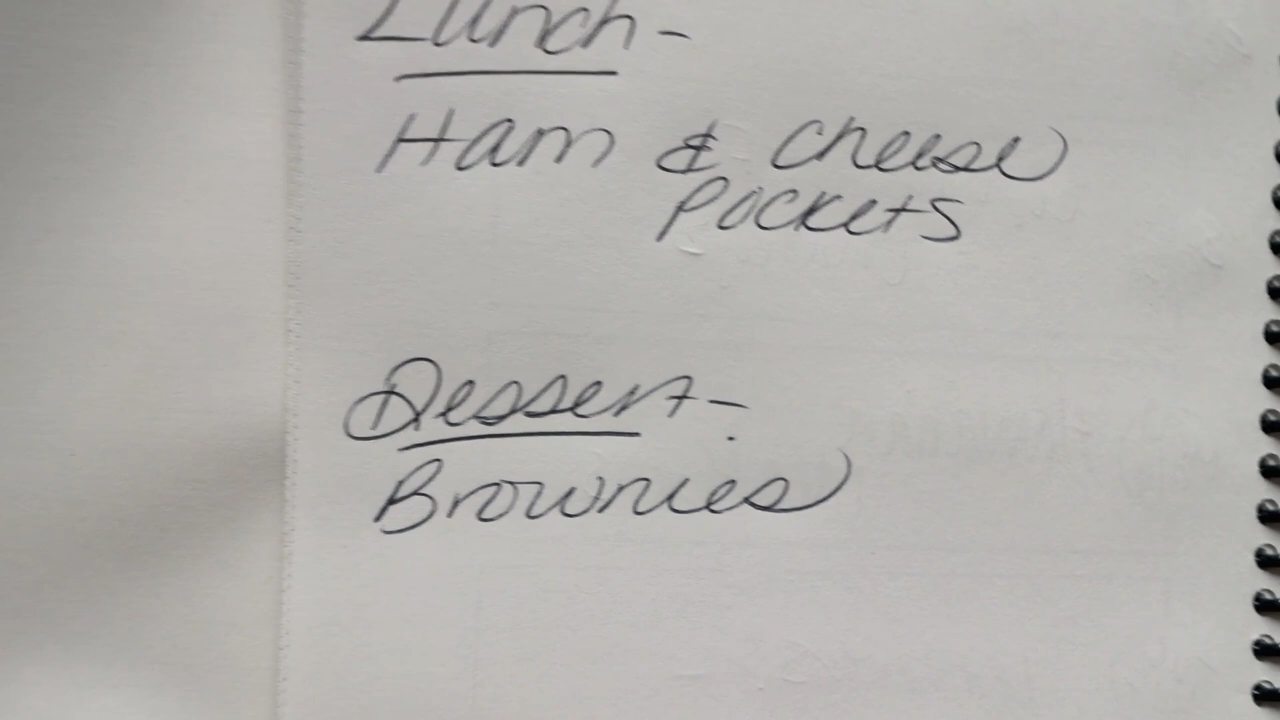 Lunch-
Ham & Cheese
Pockets
Dessert-
Brownies